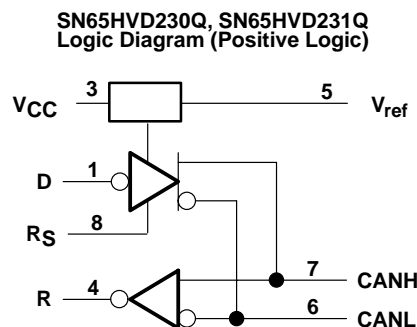 SN65HVD230Q, SN65HVD231Q
Logic Diagram (Positive Logic)
3
5
VCC
Vref
1
D
8
RS
7
4
R
CANH
6
CANL